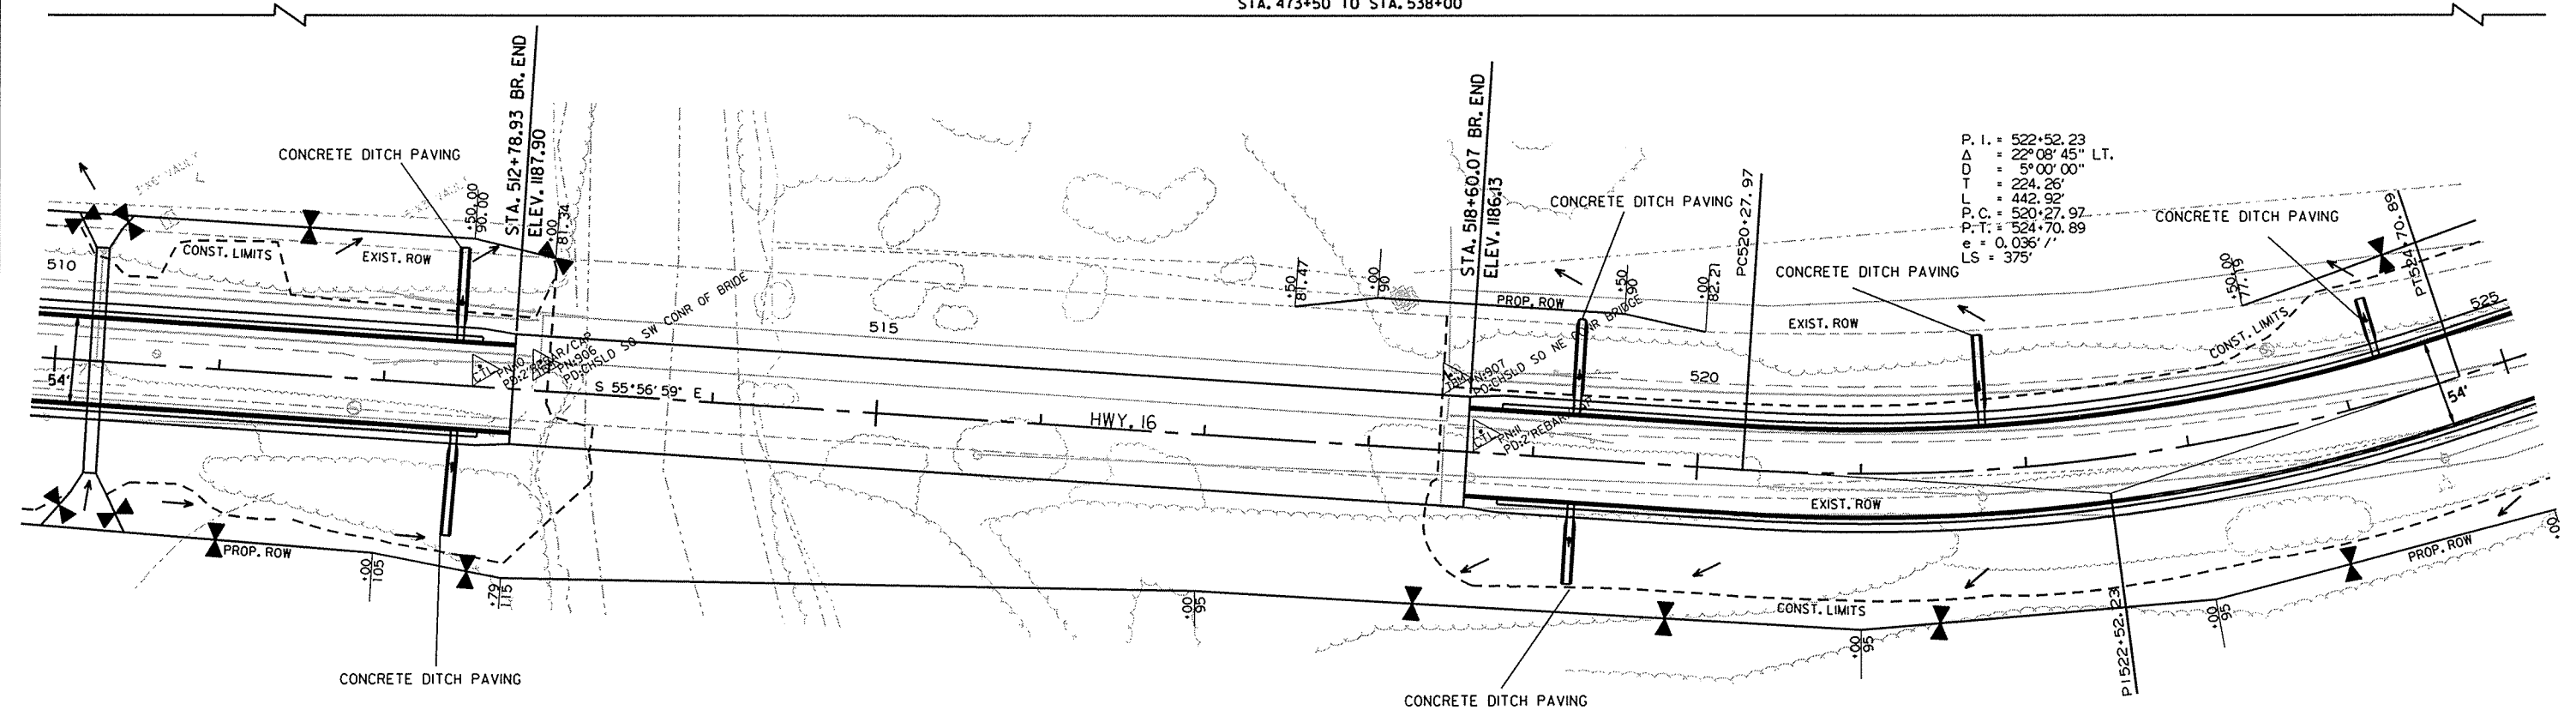 STA. 473+50 TO STA. 538+00
CONCRETE DITCH PAVING
+50.00
90.00
STA. 512+78.93 BR. END
ELEV. 1187.90
+00
81.34
CONST. LIMITS
EXIST. ROW
510
54'
PN:10
PD:2'REBAR/CAP
PN:906
PD:CHSLD SQ SW CONR OF BRIDE
S 55°56'59" E
515
HWY. 16
PROP. ROW
+00
105
+79
115
CONCRETE DITCH PAVING
+00
95
+50
81.47
+00
90
STA. 518+60.07 BR. END
ELEV. 1186.13
CONCRETE DITCH PAVING
PROP. ROW
+50
90
+00
82.21
PC520+27.97
PN:907
PD:CHSLD SO NE CONR BRIDGE
PN:11
520
EXIST. ROW
CONCRETE DITCH PAVING
P. I. = 522+52.23
Δ = 22°08'45" LT.
D = 5°00'00"
T = 224.26'
L = 442.92'
P.C. = 520+27.97
P.T. = 524+70.89
e = 0.036'/'
LS = 375'
CONCRETE DITCH PAVING
+50.00
77.19
PT524+70.89
CONST. LIMITS
525
54'
EXIST. ROW
CONCRETE DITCH PAVING
CONST. LIMITS
+00
95
PI522+52.23
+00
95
PROP. ROW